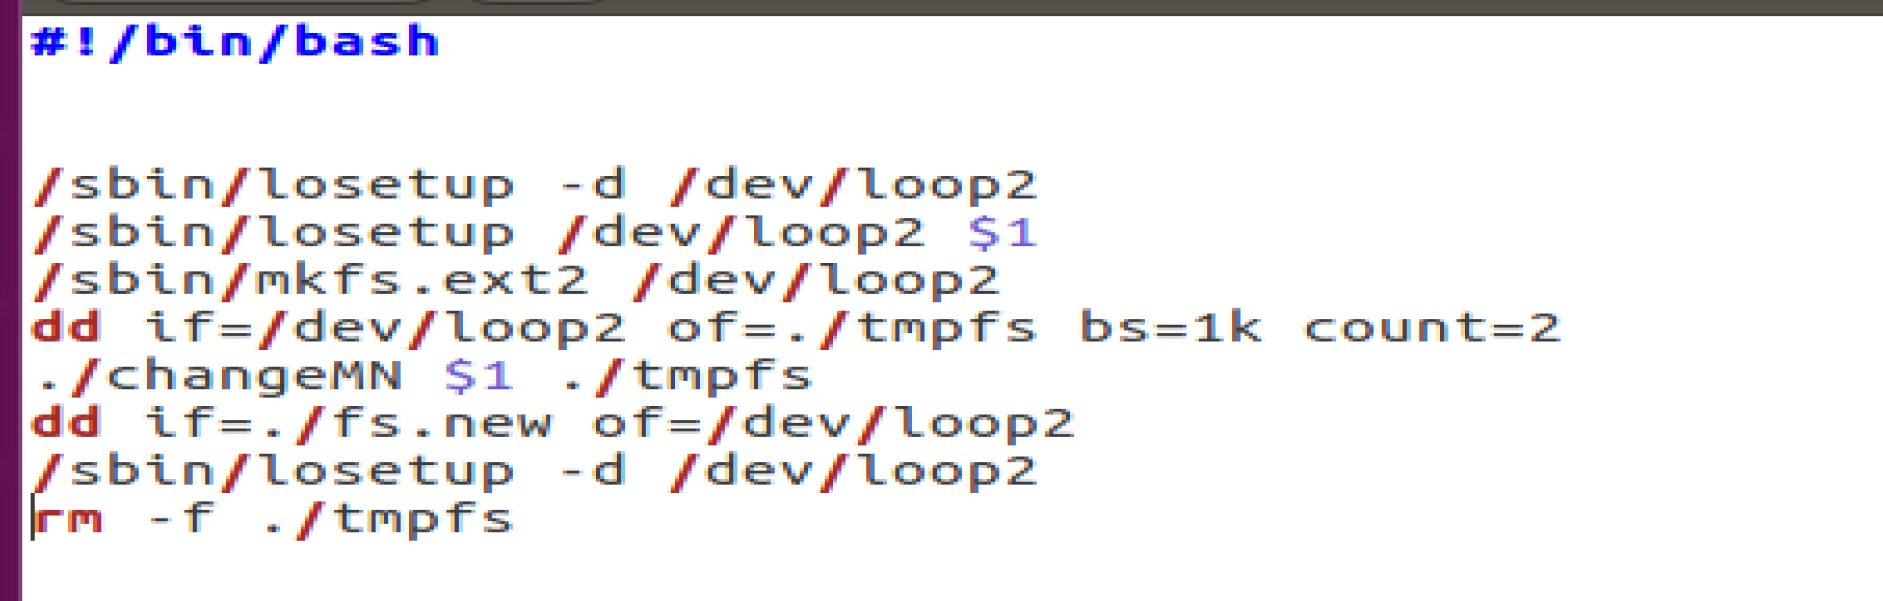 #!/bin/bash
/sbin/losetup -d /dev/loop2
/sbin/losetup /dev/loop2 $1
/sbin/mkfs.ext2 /dev/loop2
dd if=/dev/loop2 of=./tmpfs bs=1k count=2
./changeMN $1 ./tmpfs
dd if=./fs.new of=/dev/loop2
/sbin/losetup -d /dev/loop2
rm -f ./tmpfs